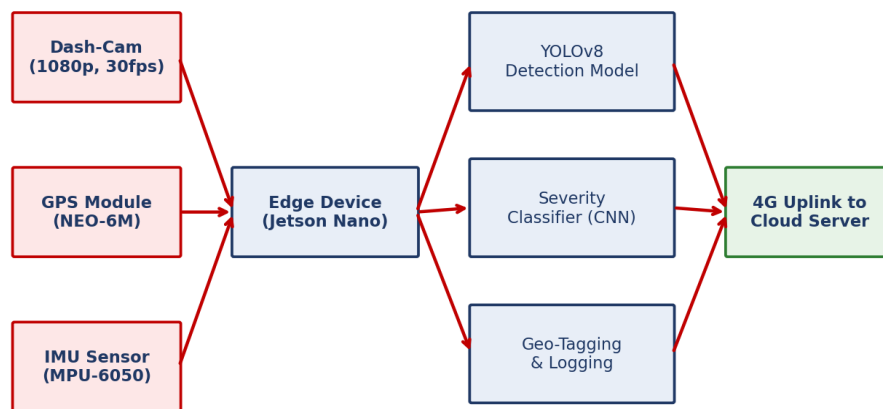 Dash-Cam
(1080p, 30fps)
GPS Module
(NEO-6M)
IMU Sensor
(MPU-6050)
Edge Device
(Jetson Nano)
YOLOv8
Detection Model
Severity
Classifier (CNN)
Geo-Tagging
& Logging
4G Uplink to
Cloud Server